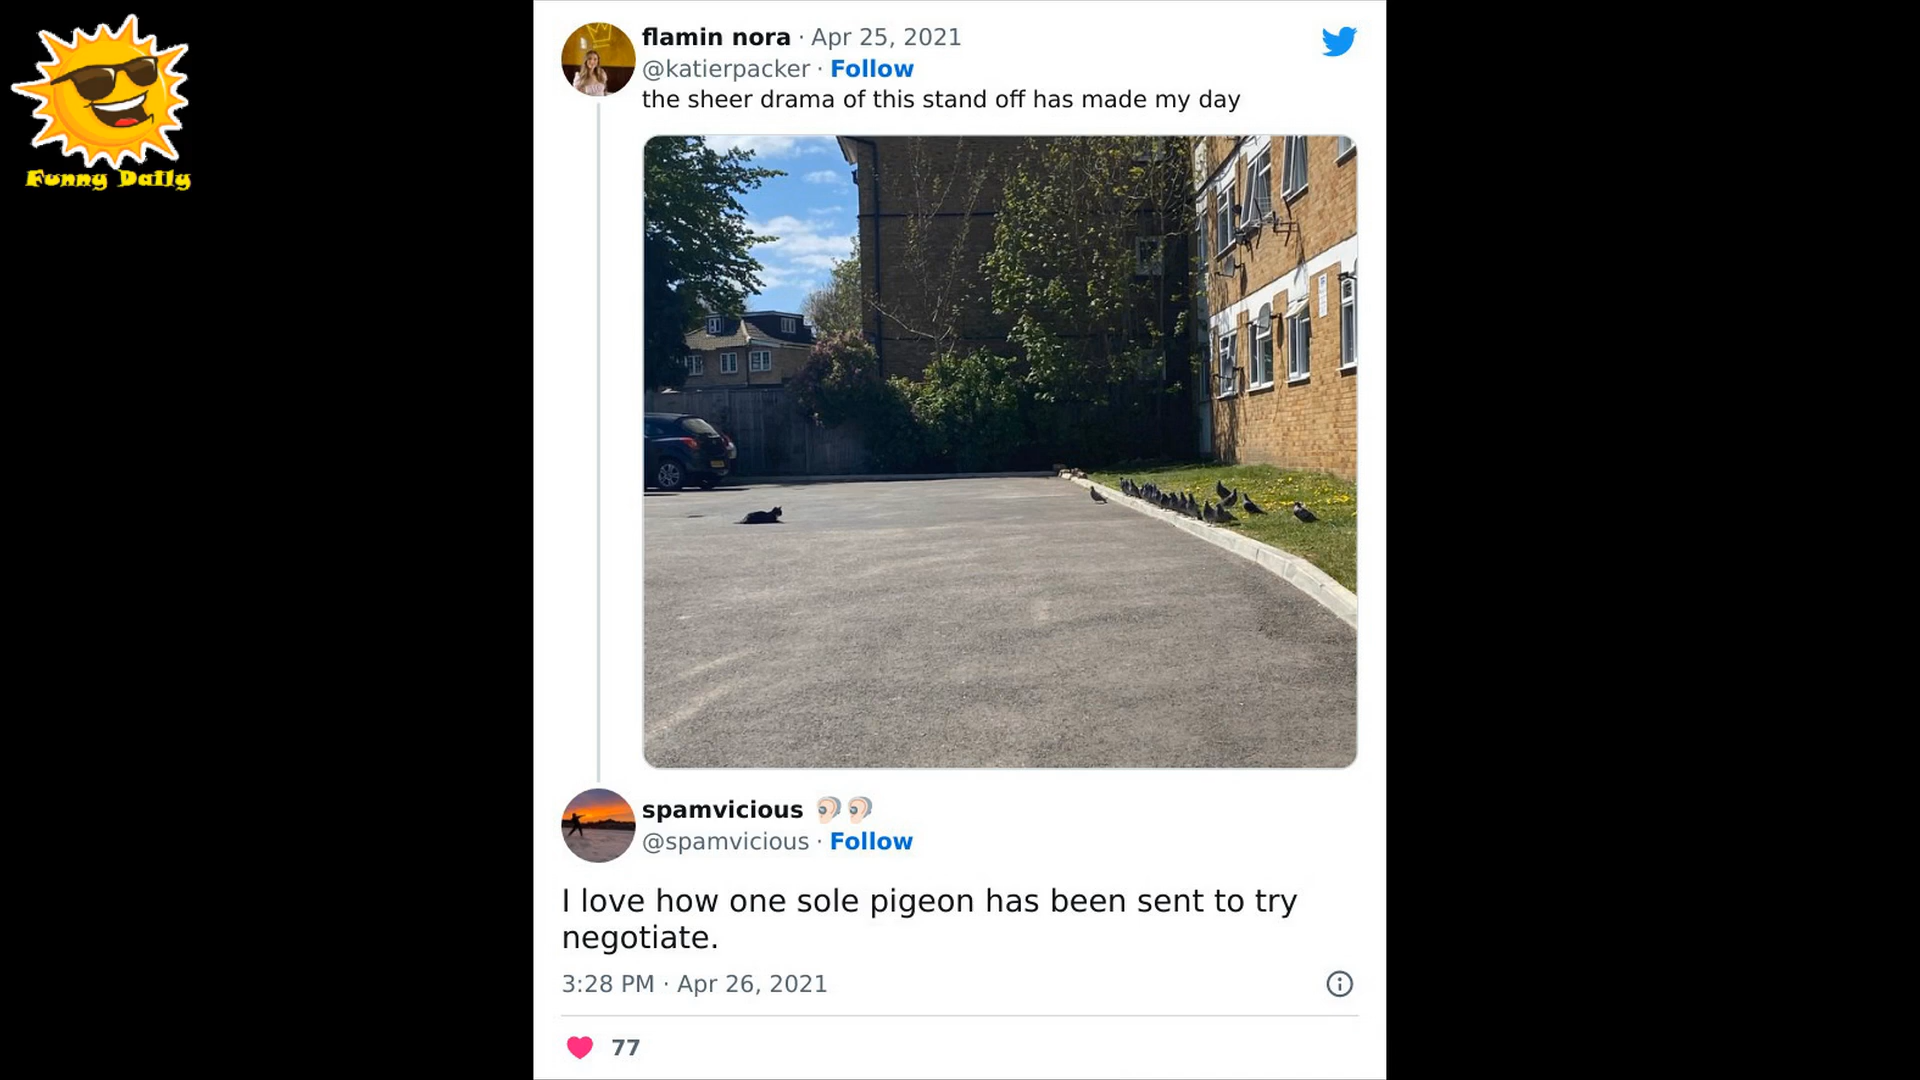 Funny Daily
flamin nora · Apr 25, 2021
@katierpacker · Follow
the sheer drama of this stand off has made my day
spamvicious 🦻🏻🦻🏻
@spamvicious · Follow
I love how one sole pigeon has been sent to try
negotiate.
3:28 PM · Apr 26, 2021
77